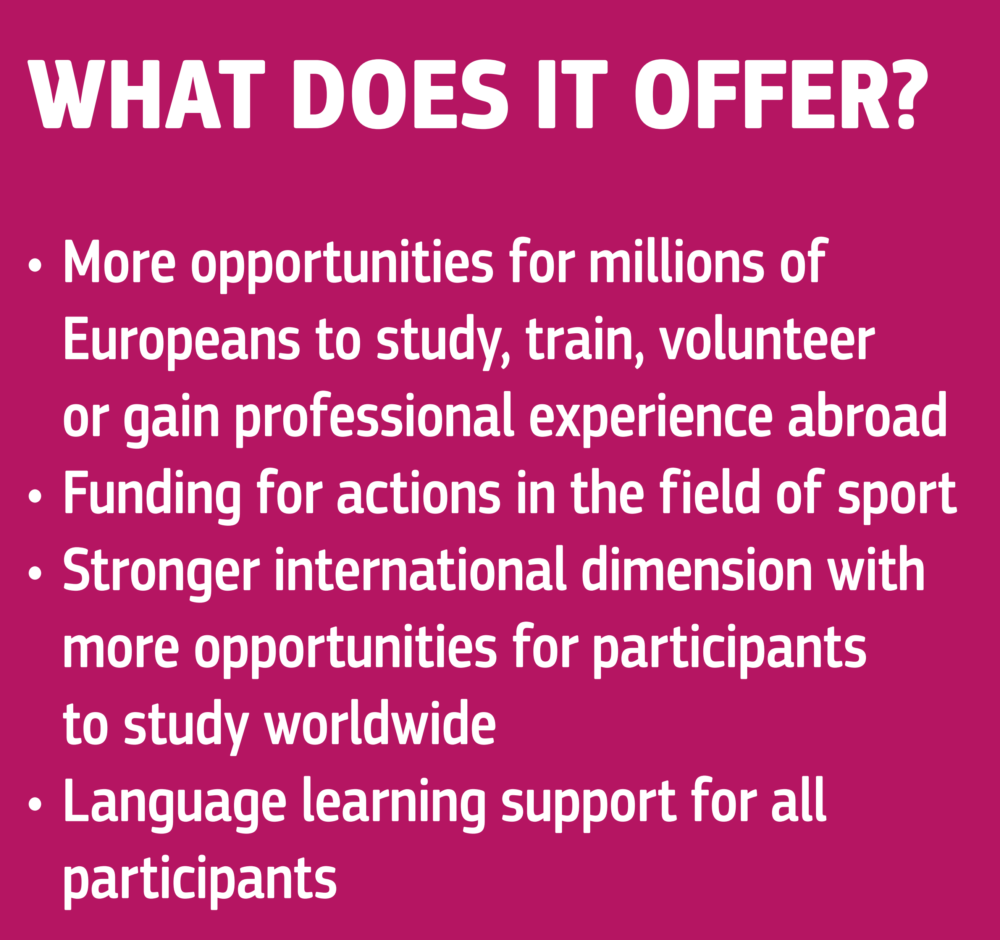 WHAT DOES IT OFFER?
• More opportunities for millions of
Europeans to study, train, volunteer
or gain professional experience abroad
• Funding for actions in the field of sport
• Stronger international dimension with
more opportunities for participants
to study worldwide
• Language learning support for all
participants